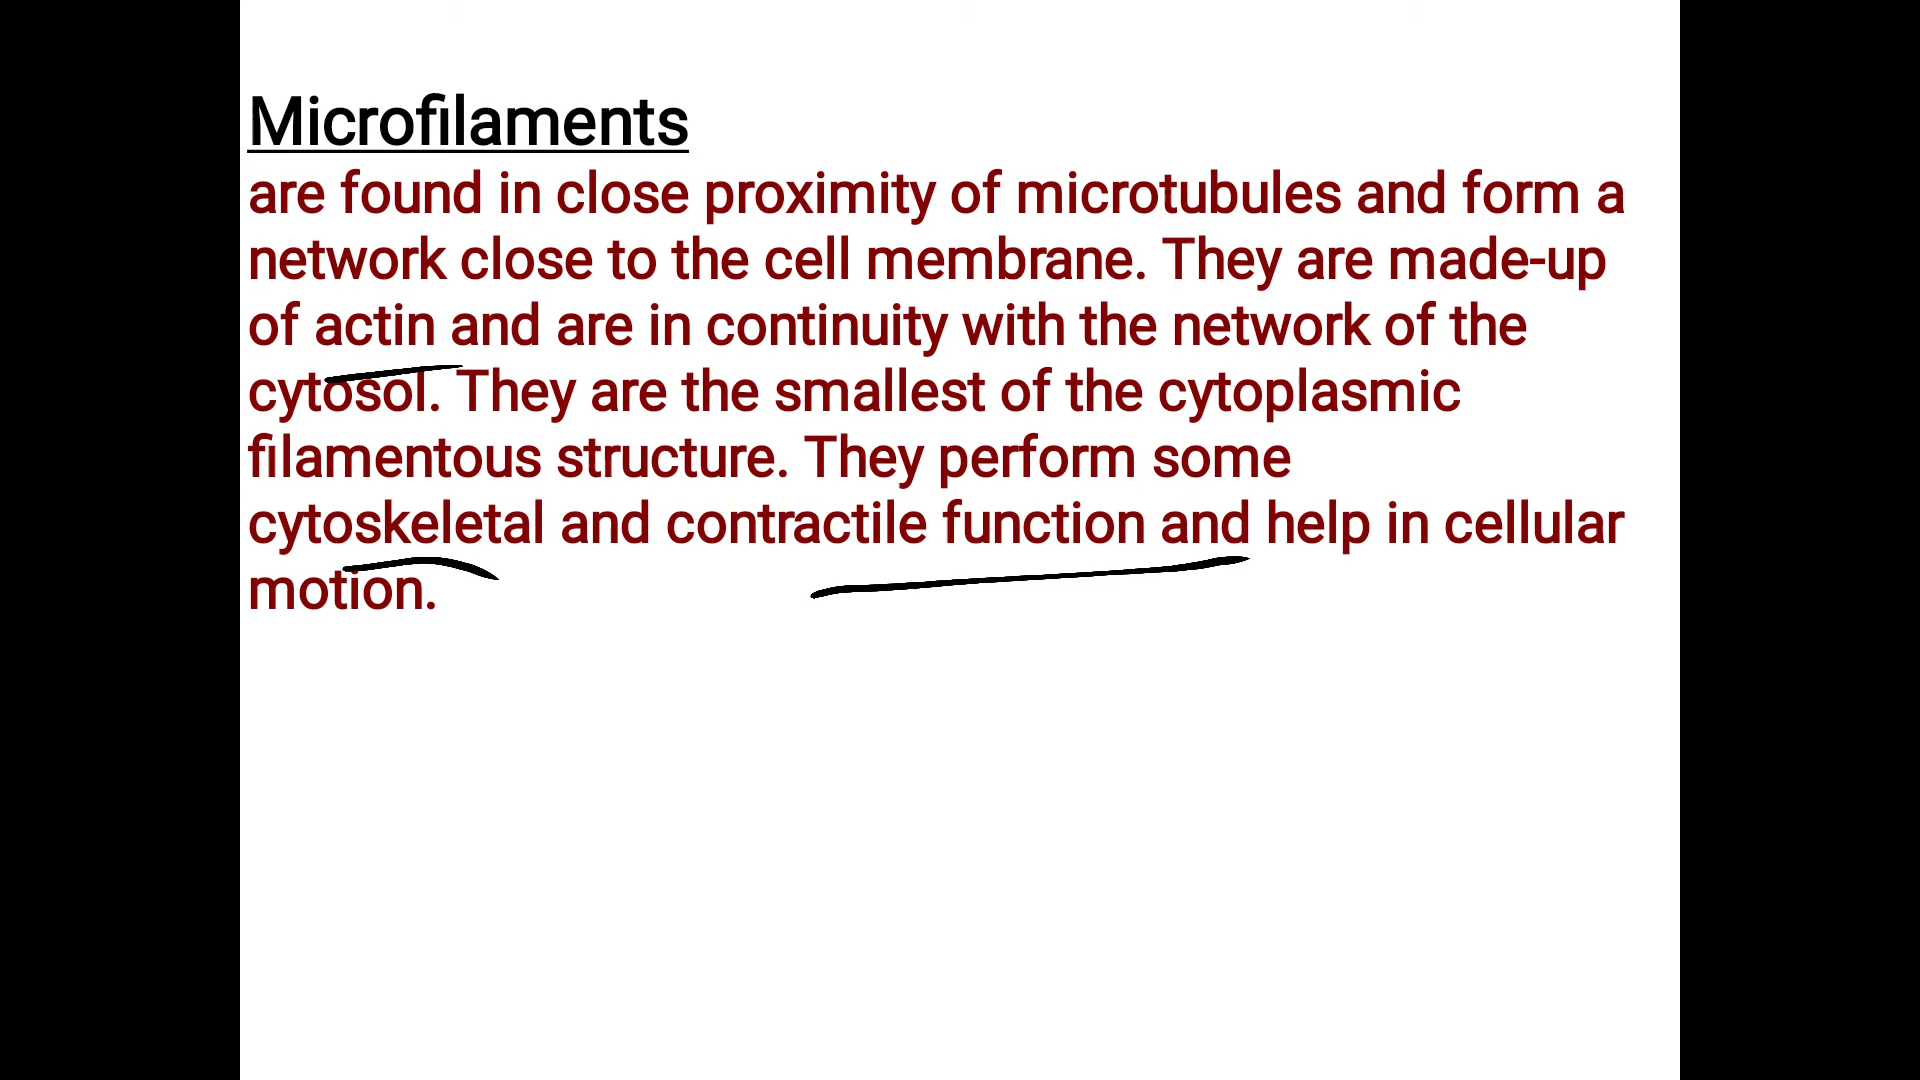 Microfilaments
are found in close proximity of microtubules and form a
network close to the cell membrane. They are made-up
of actin and are in continuity with the network of the
cytosol. They are the smallest of the cytoplasmic
filamentous structure. They perform some
cytoskeletal and contractile function and help in cellular
motion.